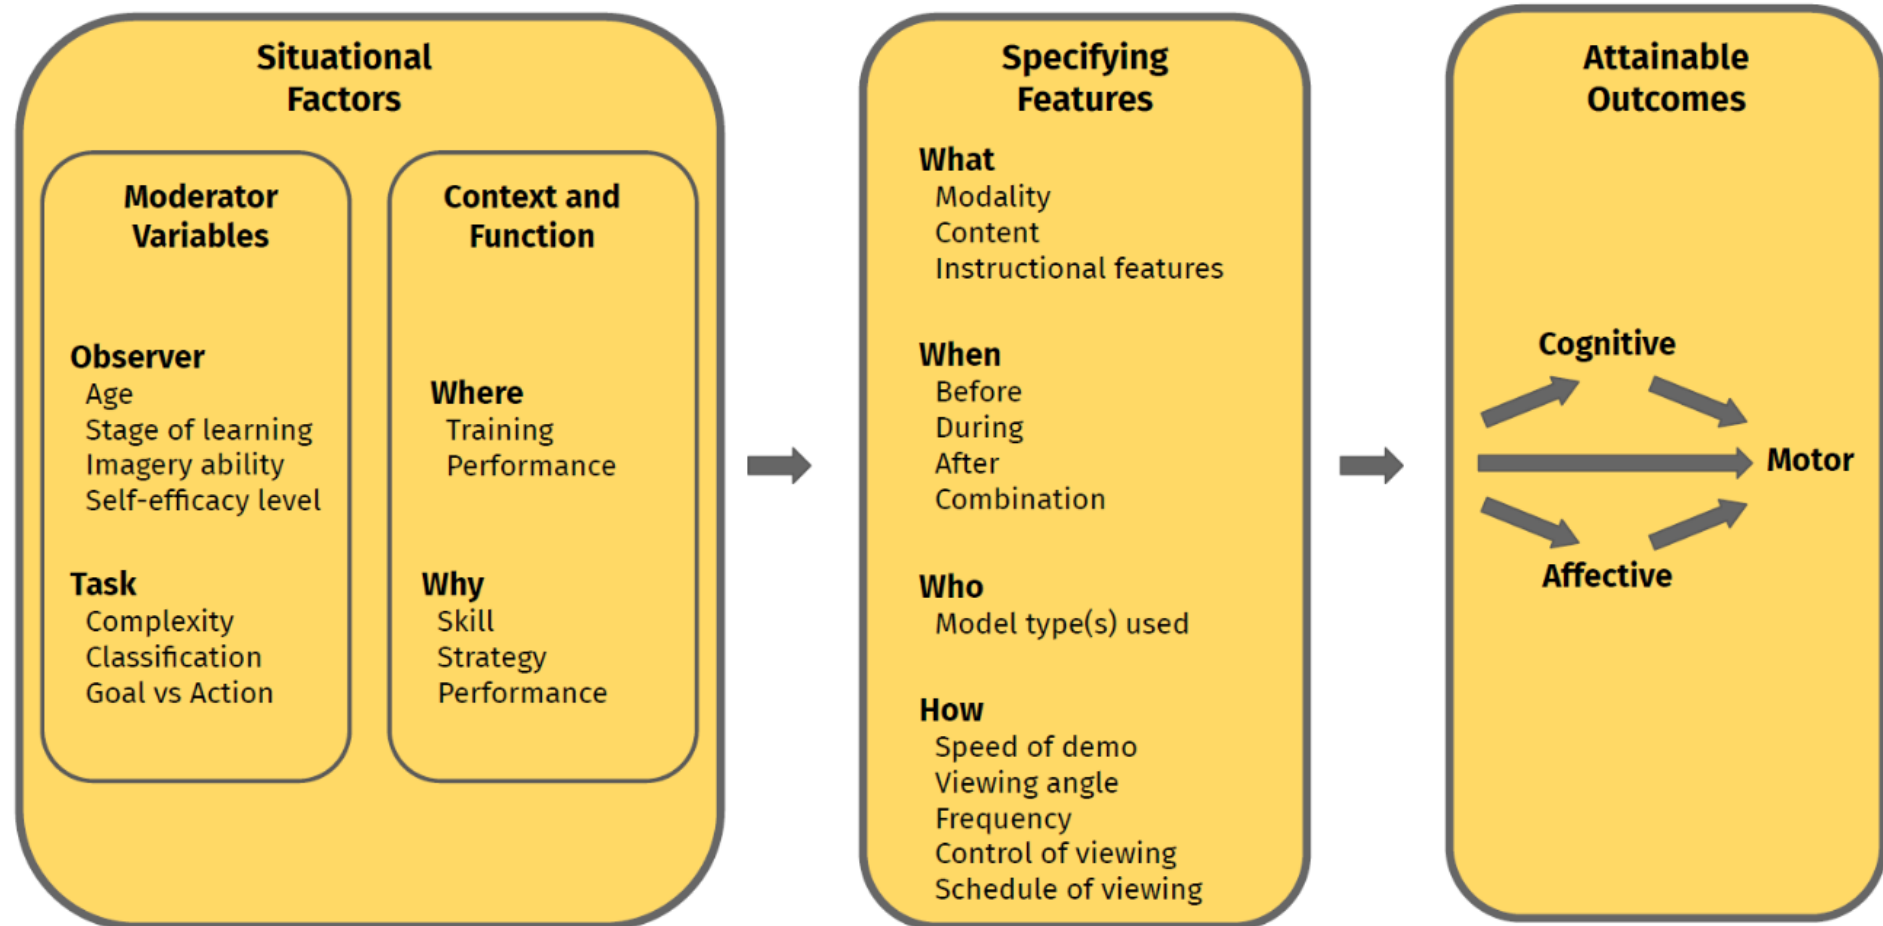 Situational
Factors
Moderator
Variables
Observer
Age
Stage of learning
Imagery ability
Self-efficacy level
Task
Complexity
Classification
Goal vs Action
Context and
Function
Where
Training
Performance
Why
Skill
Strategy
Performance
Specifying
Features
What
Modality
Content
Instructional features
When
Before
During
After
Combination
Who
Model type(s) used
How
Speed of demo
Viewing angle
Frequency
Control of viewing
Schedule of viewing
Attainable
Outcomes
Cognitive
Motor
Affective